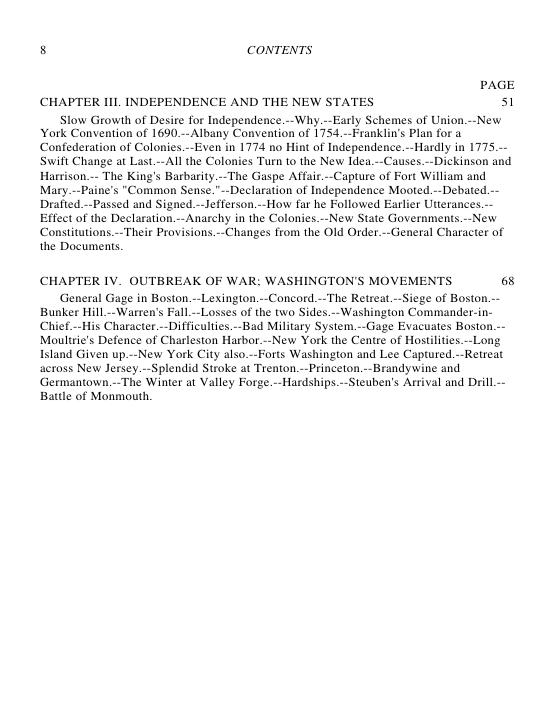 8 CONTENTS
PAGE
CHAPTER III. INDEPENDENCE AND THE NEW STATES 51
Slow Growth of Desire for Independence.--Why.--Early Schemes of Union.--New
York Convention of 1690.--Albany Convention of 1754.--Franklin's Plan for a
Confederation of Colonies.--Even in 1774 no Hint of Independence.--Hardly in 1775.--
Swift Change at Last.--All the Colonies Turn to the New Idea.--Causes.--Dickinson and
Harrison.-- The King's Barbarity.--The Gaspe Affair.--Capture of Fort William and
Mary.--Paine's "Common Sense."--Declaration of Independence Mooted.--Debated.--
Drafted.--Passed and Signed.--Jefferson.--How far he Followed Earlier Utterances.--
Effect of the Declaration.--Anarchy in the Colonies.--New State Governments.--New
Constitutions.--Their Provisions.--Changes from the Old Order.--General Character of
the Documents.
CHAPTER IV. OUTBREAK OF WAR; WASHINGTON'S MOVEMENTS 68
General Gage in Boston.--Lexington.--Concord.--The Retreat.--Siege of Boston.--
Bunker Hill.--Warren's Fall.--Losses of the two Sides.--Washington Commander-in-
Chief.--His Character.--Difficulties.--Bad Military System.--Gage Evacuates Boston.--
Moultrie's Defence of Charleston Harbor.--New York the Centre of Hostilities.--Long
Island Given up.--New York City also.--Forts Washington and Lee Captured.--Retreat
across New Jersey.--Splendid Stroke at Trenton.--Princeton.--Brandywine and
Germantown.--The Winter at Valley Forge.--Hardships.--Steuben's Arrival and Drill.--
Battle of Monmouth.